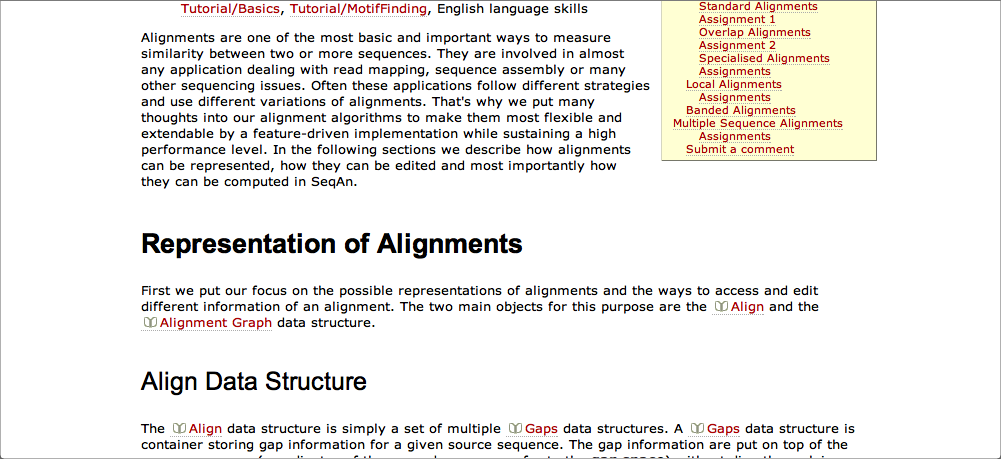 Tutorial/Basics, Tutorial/MotifFinding, English language skills
Alignments are one of the most basic and important ways to measure
similarity between two or more sequences. They are involved in almost
any application dealing with read mapping, sequence assembly or many
other sequencing issues. Often these applications follow different strategies
and use different variations of alignments. That's why we put many
thoughts into our alignment algorithms to make them most flexible and
extendable by a feature-driven implementation while sustaining a high
performance level. In the following sections we describe how alignments
can be represented, how they can be edited and most importantly how
they can be computed in SeqAn.
Standard Alignments
Assignment 1
Overlap Alignments
Assignment 2
Specialised Alignments
Assignments
Local Alignments
Assignments
Banded Alignments
Multiple Sequence Alignments
Assignments
Submit a comment
Representation of Alignments
First we put our focus on the possible representations of alignments and the ways to access and edit
different information of an alignment. The two main objects for this purpose are the Align and the
Alignment Graph data structure.
Align Data Structure
The Align data structure is simply a set of multiple Gaps data structures. A Gaps data structure is
container storing gap information for a given source sequence. The gap information are put on top of the